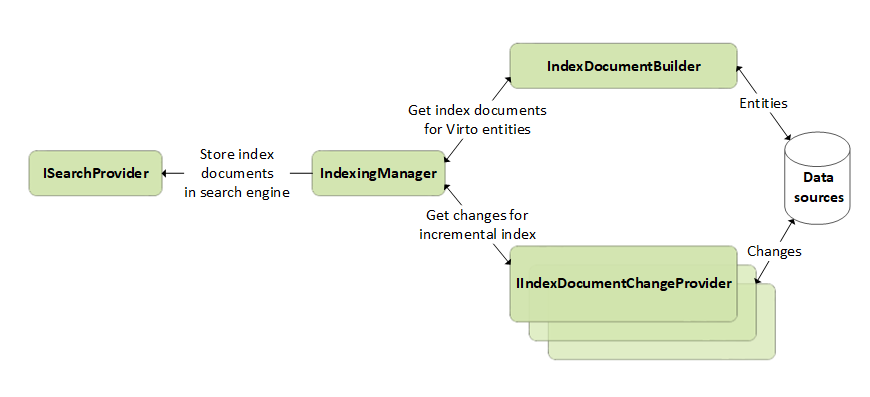 IndexDocumentBuilder
Get index documents
for Virto entities
Entities
Store index
documents
in search engine
ISearchProvider
IndexingManager
Data
sources
Get changes for
incremental index
Changes
IIndexDocumentChangeProvider